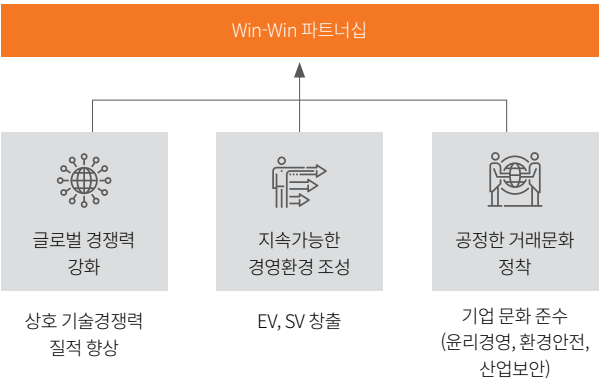 Win-Win 파트너십
글로벌 경쟁력
강화
지속가능한
경영환경 조성
공정한 거래문화
정착
상호 기술경쟁력
질적 향상
EV, SV 창출
기업 문화 준수
(윤리경영, 환경안전,
산업보안)